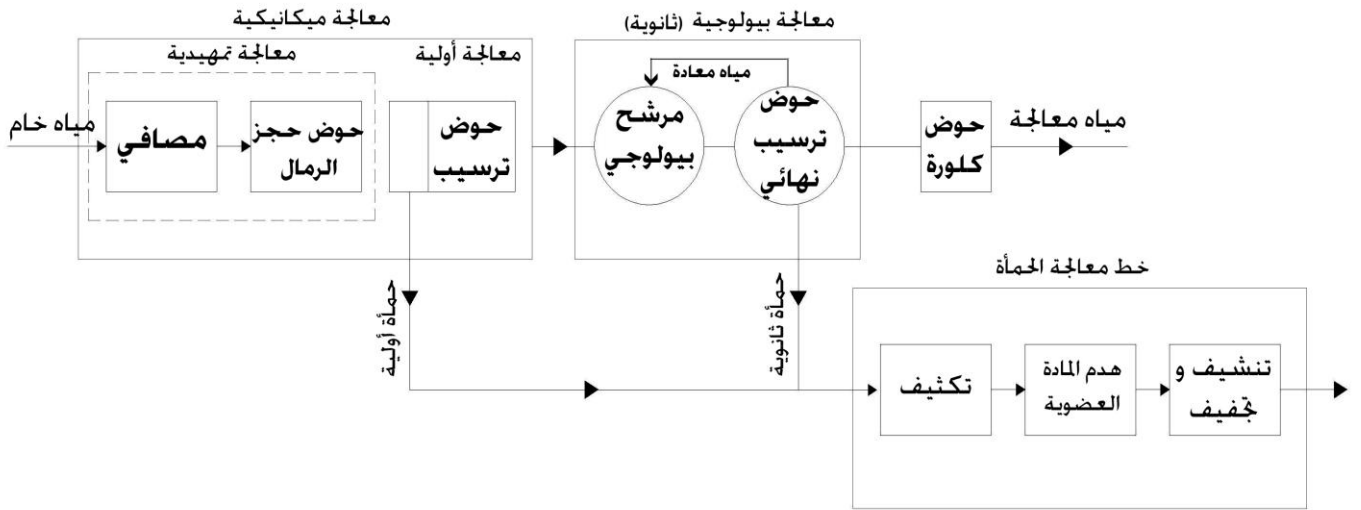 معالجة ميكانيكية
معالجة بيولوجية (ثانوية)
معالجة تمهيدية
معالجة أولية
مياه معادة
مياه خام
مصافي
حوض حجز
الرمال
حوض
ترسيب
مرشح
بيولوجي
حوض
ترسيب
نهائي
حوض
كلورة
مياه معالجة
حمأة أولية
حمأة ثانوية
خط معالجة الحمأة
تكثيف
هدم المادة
العضوية
تنشيف و
تجفيف